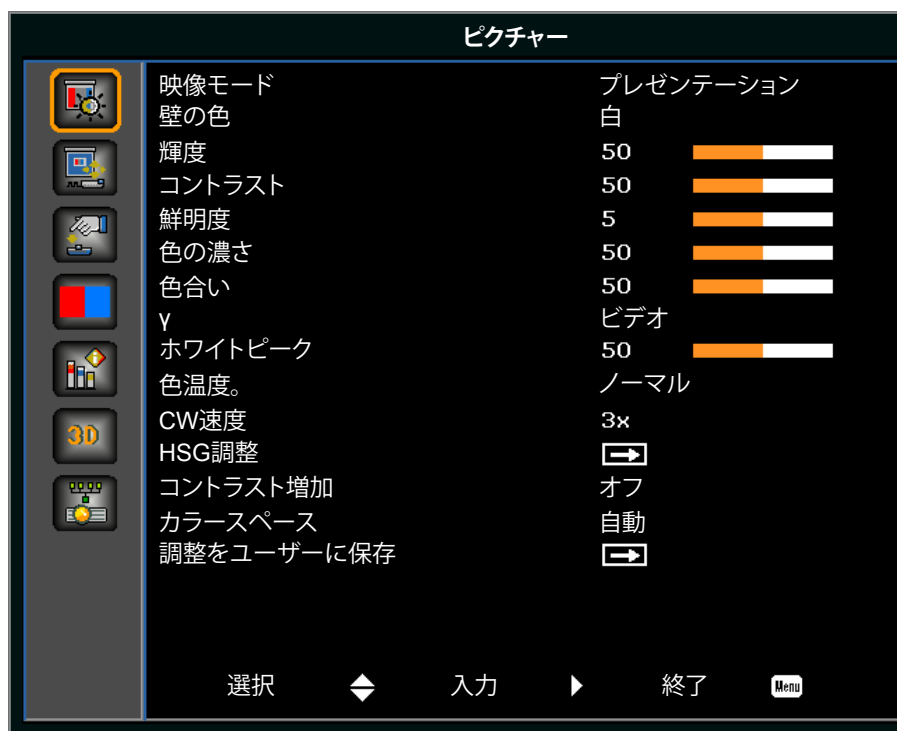 ピクチャー
映像モード プレゼンテーション
壁の色 白
輝度 50
コントラスト 50
鮮明度 5
色の濃さ 50
色合い 50
γ ビデオ
ホワイトピーク 50
色温度。 ノーマル
CW速度 3x
HSG調整
コントラスト増加 オフ
カラースペース 自動
調整をユーザーに保存
3D
選択 入力 終了 Menu